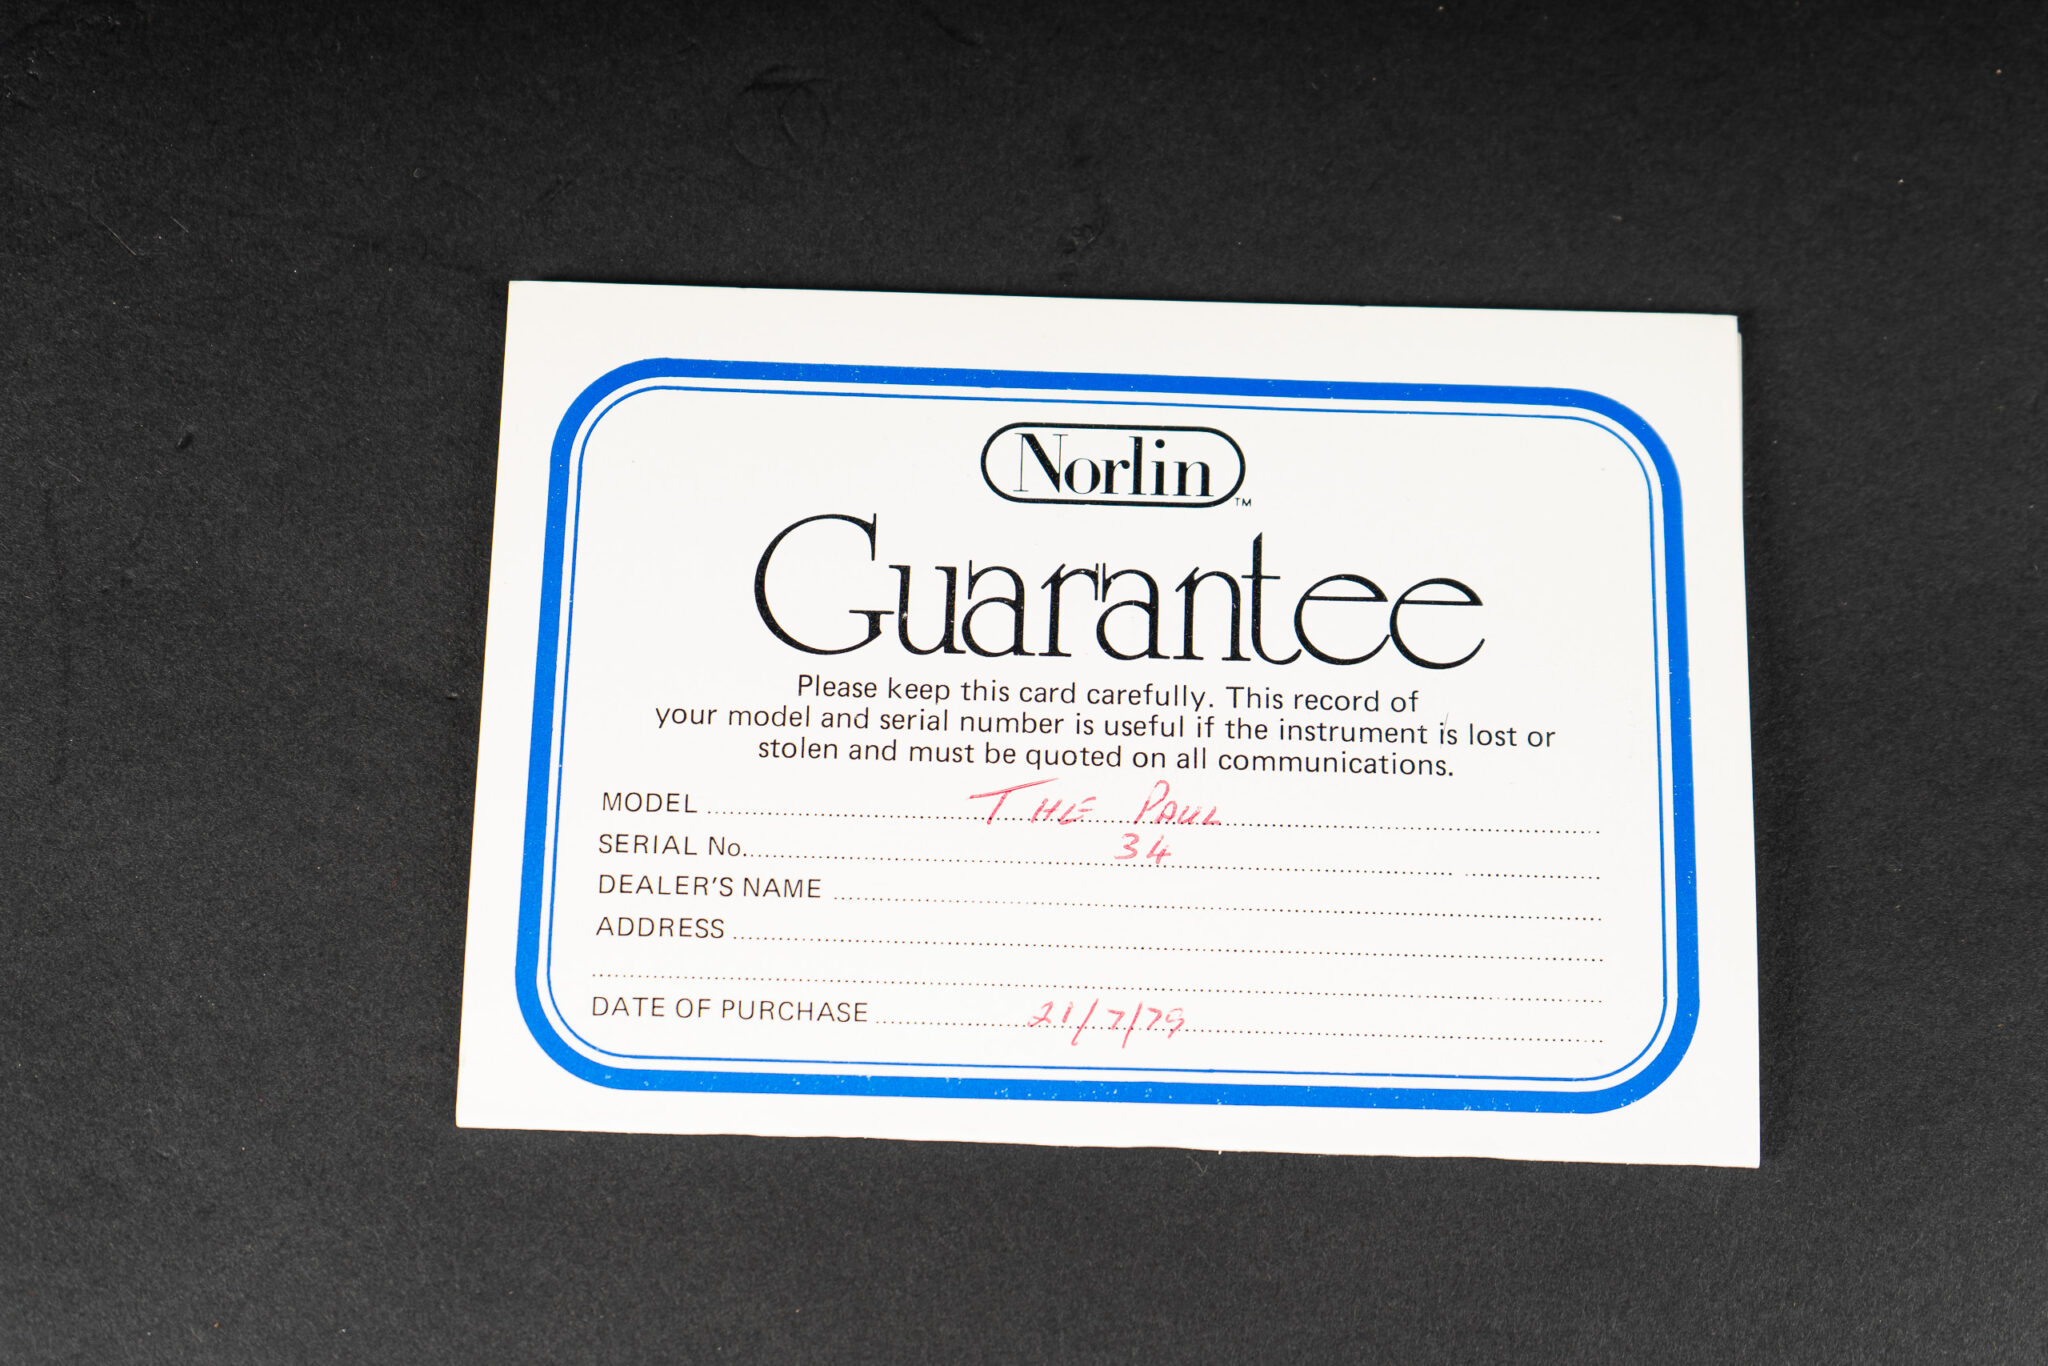 Norlin TM
Guarantee
Please keep this card carefully. This record of
your model and serial number is useful if the instrument is lost or
stolen and must be quoted on all communications.
MODEL THE PAUL
SERIAL No. 34
DEALER'S NAME
ADDRESS
DATE OF PURCHASE 21/7/79